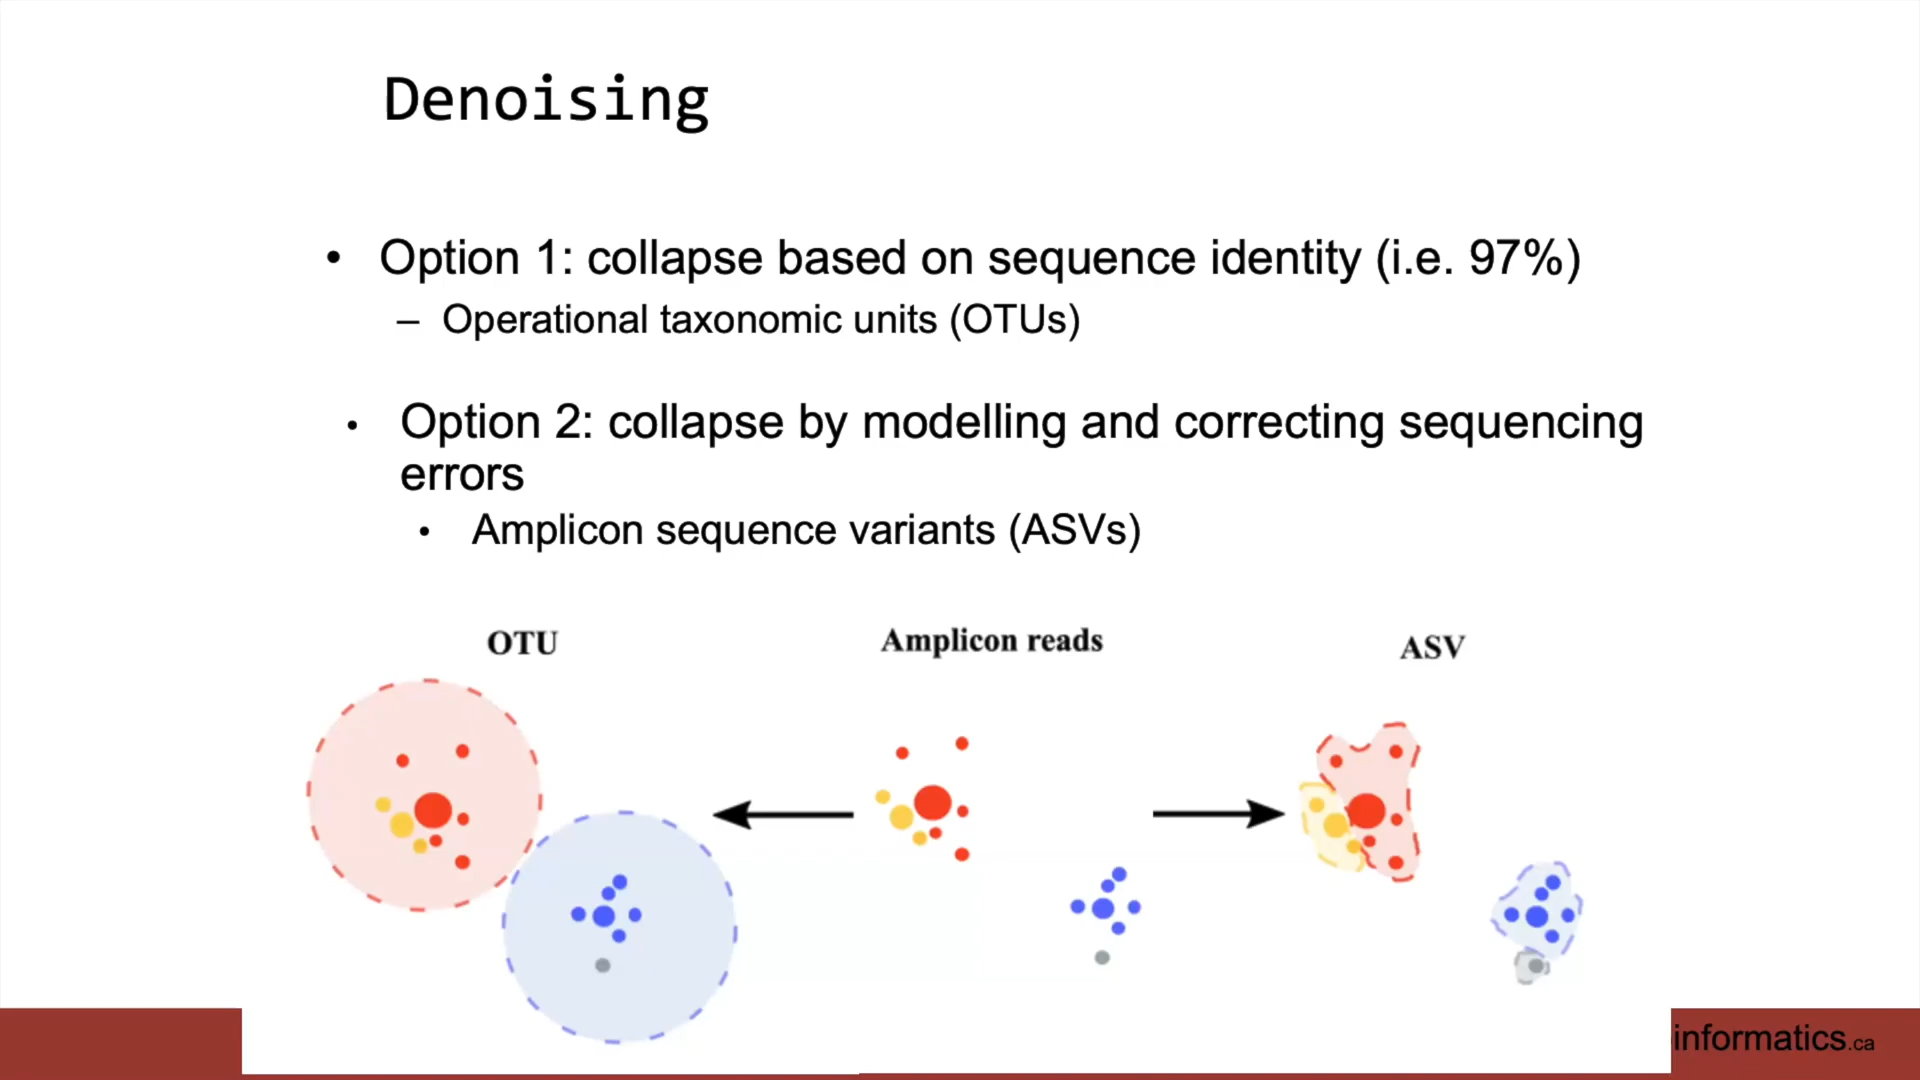 Denoising
• Option 1: collapse based on sequence identity (i.e. 97%)
– Operational taxonomic units (OTUs)
• Option 2: collapse by modelling and correcting sequencing
errors
• Amplicon sequence variants (ASVs)
OTU
Amplicon reads
ASV
informatics.ca